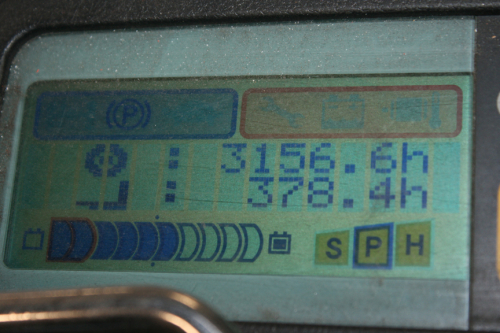 (P)
: 3156.6h
: 378.4h
S P H